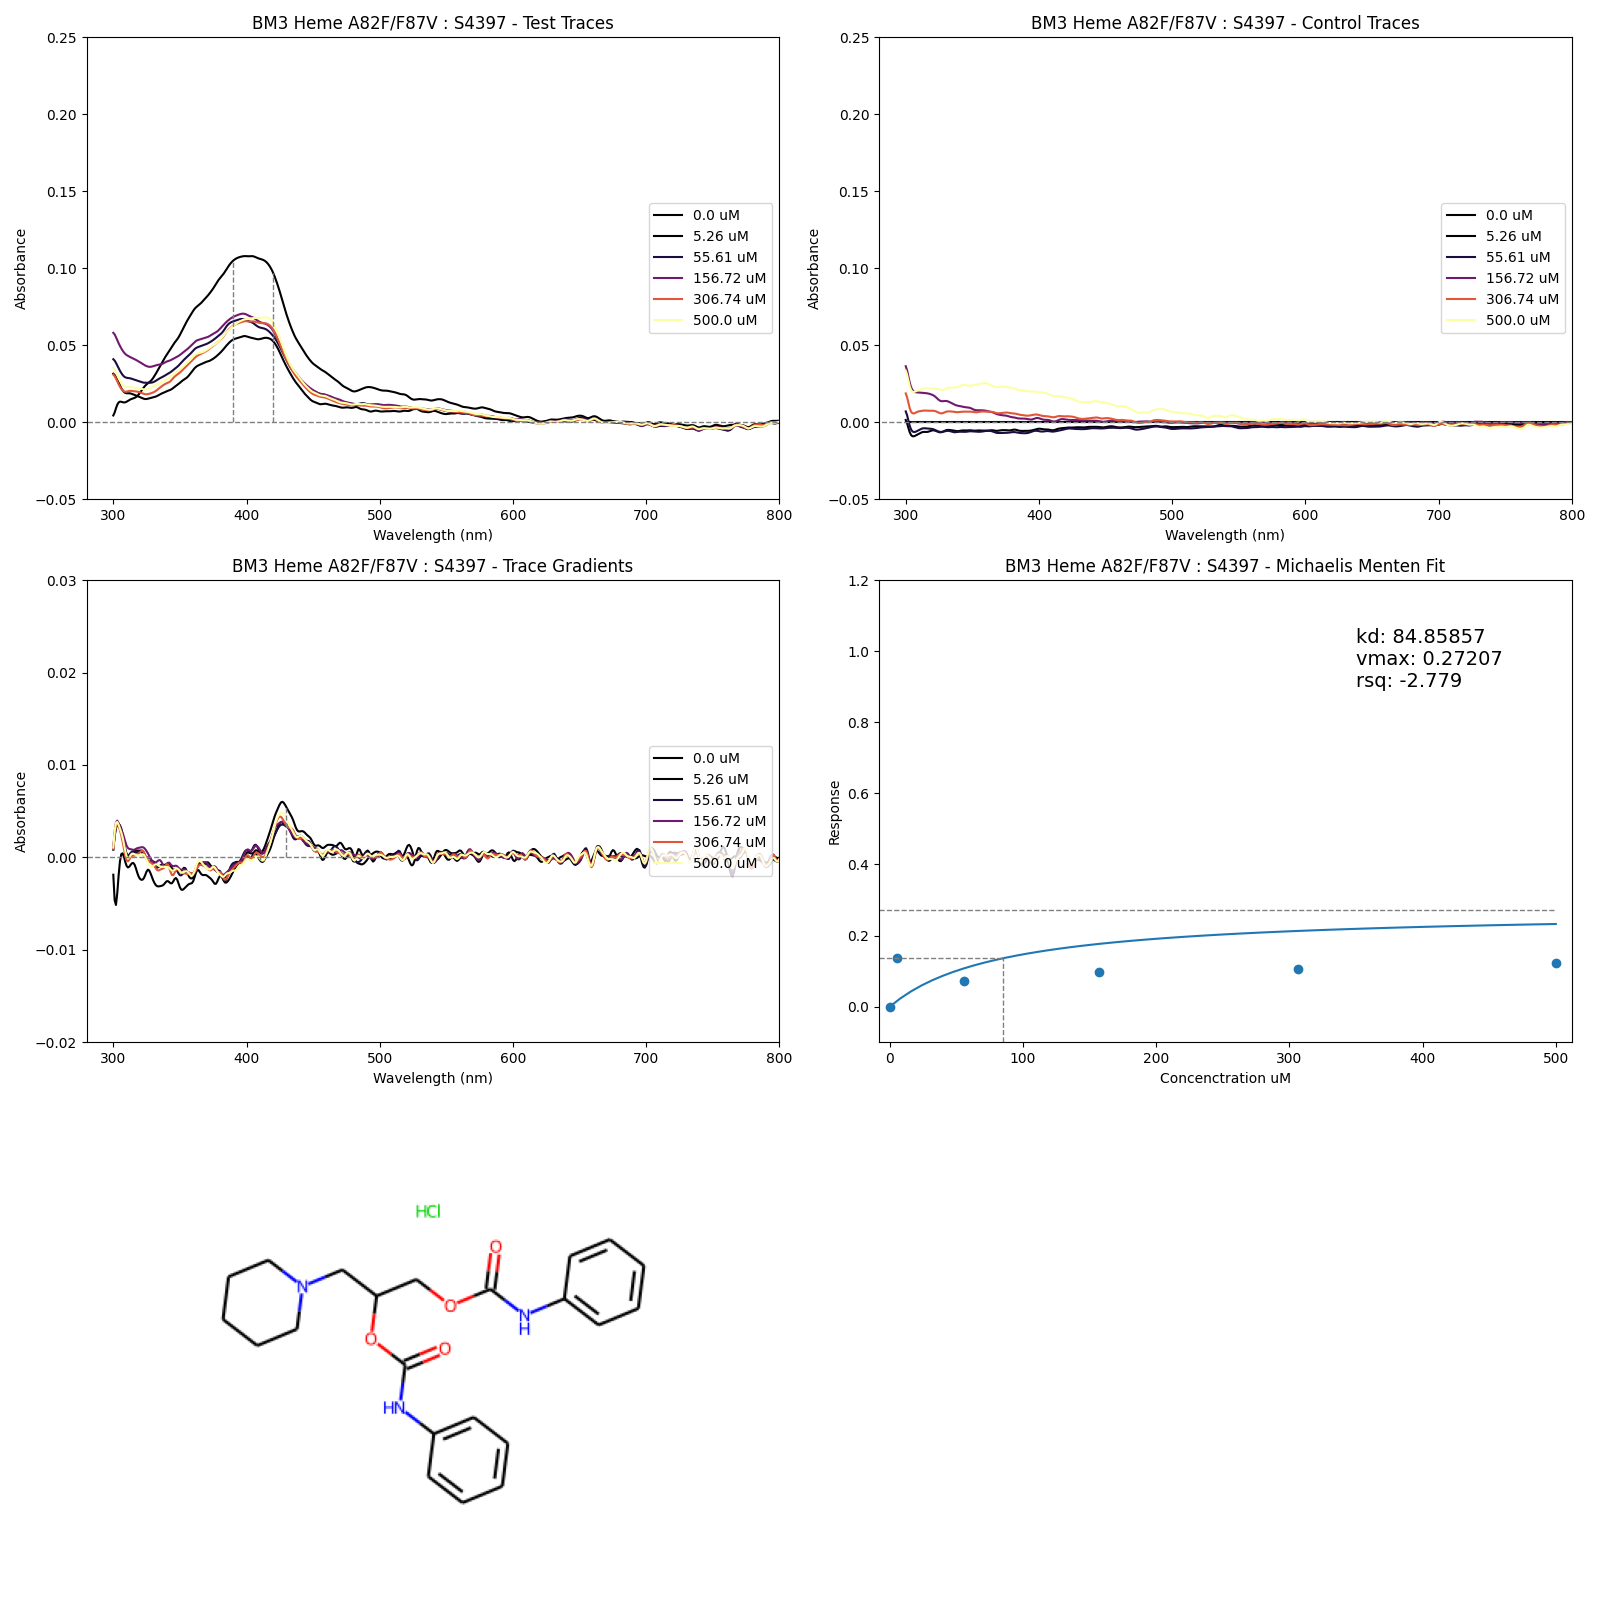 BM3 Heme A82F/F87V : S4397 - Test Traces
0.25
0.20
0.15
0.10
0.05
0.00
−0.05
Absorbance
300 400 500 600 700 800
Wavelength (nm)
0.0 uM
5.26 uM
55.61 uM
156.72 uM
306.74 uM
500.0 uM
BM3 Heme A82F/F87V : S4397 - Control Traces
0.25
0.20
0.15
0.10
0.05
0.00
−0.05
Absorbance
300 400 500 600 700 800
Wavelength (nm)
0.0 uM
5.26 uM
55.61 uM
156.72 uM
306.74 uM
500.0 uM
BM3 Heme A82F/F87V : S4397 - Trace Gradients
0.03
0.02
0.01
0.00
−0.01
−0.02
Absorbance
300 400 500 600 700 800
Wavelength (nm)
0.0 uM
5.26 uM
55.61 uM
156.72 uM
306.74 uM
500.0 uM
BM3 Heme A82F/F87V : S4397 - Michaelis Menten Fit
1.2
1.0
0.8
0.6
0.4
0.2
0.0
Response
kd: 84.85857
vmax: 0.27207
rsq: -2.779
0 100 200 300 400 500
Concenctration uM
HCl
O
N
O
N
H
O
O
HN